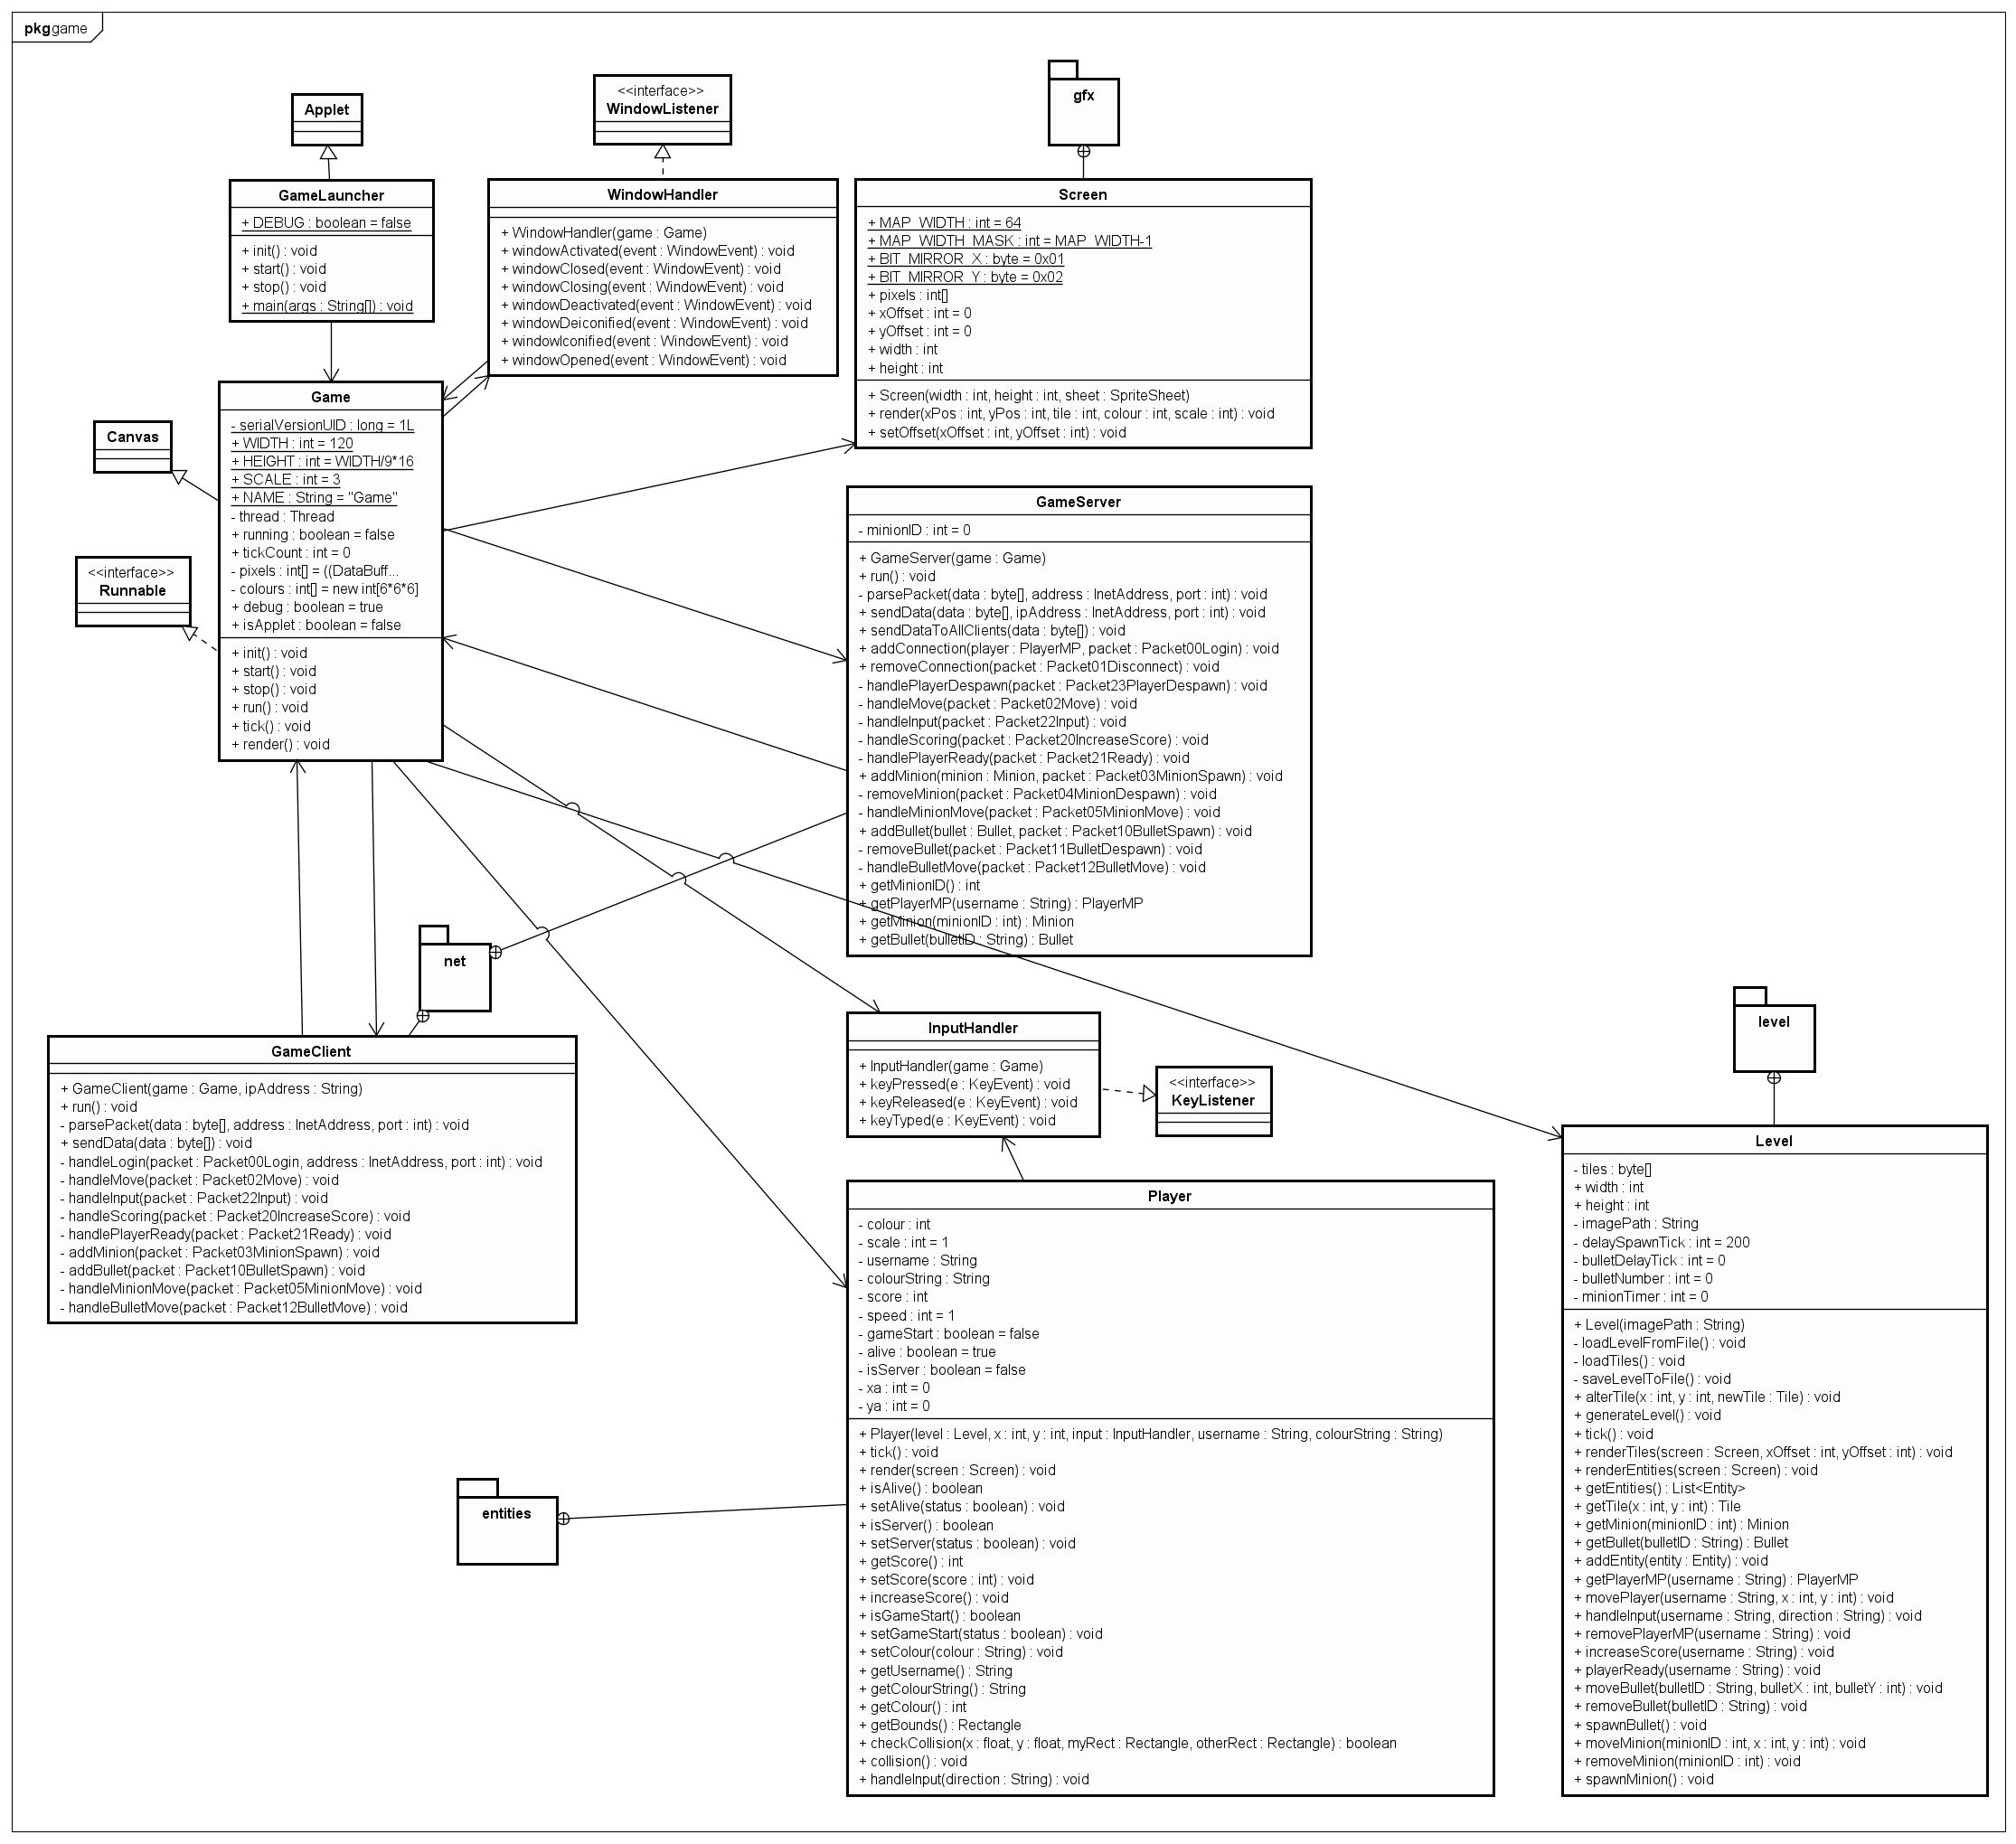 pkg game
Applet
<<interface>>
WindowListener
gfx
GameLauncher
+ DEBUG : boolean = false
+ init() : void
+ start() : void
+ stop() : void
+ main(args : String[]) : void
WindowHandler
+ WindowHandler(game : Game)
+ windowActivated(event : WindowEvent) : void
+ windowClosed(event : WindowEvent) : void
+ windowClosing(event : WindowEvent) : void
+ windowDeactivated(event : WindowEvent) : void
+ windowDeiconified(event : WindowEvent) : void
+ windowIconified(event : WindowEvent) : void
+ windowOpened(event : WindowEvent) : void
Screen
+ MAP_WIDTH : int = 64
+ MAP_WIDTH_MASK : int = MAP_WIDTH-1
+ BIT_MIRROR_X : byte = 0x01
+ BIT_MIRROR_Y : byte = 0x02
+ pixels : int[]
+ xOffset : int = 0
+ yOffset : int = 0
+ width : int
+ height : int
+ Screen(width : int, height : int, sheet : SpriteSheet)
+ render(xPos : int, yPos : int, tile : int, colour : int, scale : int) : void
+ setOffset(xOffset : int, yOffset : int) : void
Canvas
<<interface>>
Runnable
Game
- serialVersionUID : long = 1L
+ WIDTH : int = 120
+ HEIGHT : int = WIDTH/9*16
+ SCALE : int = 3
+ NAME : String = "Game"
- thread : Thread
+ running : boolean = false
+ tickCount : int = 0
- pixels : int[] = ((DataBuff...
- colours : int[] = new int[6*6*6]
+ debug : boolean = true
+ isApplet : boolean = false
+ init() : void
+ start() : void
+ stop() : void
+ run() : void
+ tick() : void
+ render() : void
GameServer
- minionID : int = 0
+ GameServer(game : Game)
+ run() : void
- parsePacket(data : byte[], address : InetAddress, port : int) : void
+ sendData(data : byte[], ipAddress : InetAddress, port : int) : void
+ sendDataToAllClients(data : byte[]) : void
+ addConnection(player : PlayerMP, packet : Packet00Login) : void
+ removeConnection(packet : Packet01Disconnect) : void
- handlePlayerDespawn(packet : Packet23PlayerDespawn) : void
- handleMove(packet : Packet02Move) : void
- handleInput(packet : Packet22Input) : void
- handleScoring(packet : Packet20IncreaseScore) : void
- handlePlayerReady(packet : Packet21Ready) : void
+ addMinion(minion : Minion, packet : Packet03MinionSpawn) : void
- removeMinion(packet : Packet04MinionDespawn) : void
- handleMinionMove(packet : Packet05MinionMove) : void
+ addBullet(bullet : Bullet, packet : Packet10BulletSpawn) : void
- removeBullet(packet : Packet11BulletDespawn) : void
- handleBulletMove(packet : Packet12BulletMove) : void
+ getMinionID() : int
+ getPlayerMP(username : String) : PlayerMP
+ getMinion(minionID : int) : Minion
+ getBullet(bulletID : String) : Bullet
net
GameClient
+ GameClient(game : Game, ipAddress : String)
+ run() : void
- parsePacket(data : byte[], address : InetAddress, port : int) : void
+ sendData(data : byte[]) : void
- handleLogin(packet : Packet00Login, address : InetAddress, port : int) : void
- handleMove(packet : Packet02Move) : void
- handleInput(packet : Packet22Input) : void
- handleScoring(packet : Packet20IncreaseScore) : void
- handlePlayerReady(packet : Packet21Ready) : void
- addMinion(packet : Packet03MinionSpawn) : void
- addBullet(packet : Packet10BulletSpawn) : void
- handleMinionMove(packet : Packet05MinionMove) : void
- handleBulletMove(packet : Packet12BulletMove) : void
InputHandler
+ InputHandler(game : Game)
+ keyPressed(e : KeyEvent) : void
+ keyReleased(e : KeyEvent) : void
+ keyTyped(e : KeyEvent) : void
<<interface>>
KeyListener
level
Level
- tiles : byte[]
+ width : int
+ height : int
- imagePath : String
- delaySpawnTick : int = 200
- bulletDelayTick : int = 0
- bulletNumber : int = 0
- minionTimer : int = 0
+ Level(imagePath : String)
- loadLevelFromFile() : void
- loadTiles() : void
- saveLevelToFile() : void
+ alterTile(x : int, y : int, newTile : Tile) : void
+ generateLevel() : void
+ tick() : void
+ renderTiles(screen : Screen, xOffset : int, yOffset : int) : void
+ renderEntities(screen : Screen) : void
+ getEntities() : List<Entity>
+ getTile(x : int, y : int) : Tile
+ getMinion(minionID : int) : Minion
+ getBullet(bulletID : String) : Bullet
+ addEntity(entity : Entity) : void
+ getPlayerMP(username : String) : PlayerMP
+ movePlayer(username : String, x : int, y : int) : void
+ handleInput(username : String, direction : String) : void
+ removePlayerMP(username : String) : void
+ increaseScore(username : String) : void
+ playerReady(username : String) : void
+ moveBullet(bulletID : String, bulletX : int, bulletY : int) : void
+ removeBullet(bulletID : String) : void
+ spawnBullet() : void
+ moveMinion(minionID : int, x : int, y : int) : void
+ removeMinion(minionID : int) : void
+ spawnMinion() : void
Player
- colour : int
- scale : int = 1
- username : String
- colourString : String
- score : int
- speed : int = 1
- gameStart : boolean = false
- alive : boolean = true
- isServer : boolean = false
- xa : int = 0
- ya : int = 0
+ Player(level : Level, x : int, y : int, input : InputHandler, username : String, colourString : String)
+ tick() : void
+ render(screen : Screen) : void
+ isAlive() : boolean
+ setAlive(status : boolean) : void
+ isServer() : boolean
+ setServer(status : boolean) : void
+ getScore() : int
+ setScore(score : int) : void
+ increaseScore() : void
+ isGameStart() : boolean
+ setGameStart(status : boolean) : void
+ setColour(colour : String) : void
+ getUsername() : String
+ getColourString() : String
+ getColour() : int
+ getBounds() : Rectangle
+ checkCollision(x : float, y : float, myRect : Rectangle, otherRect : Rectangle) : boolean
+ collision() : void
+ handleInput(direction : String) : void
entities